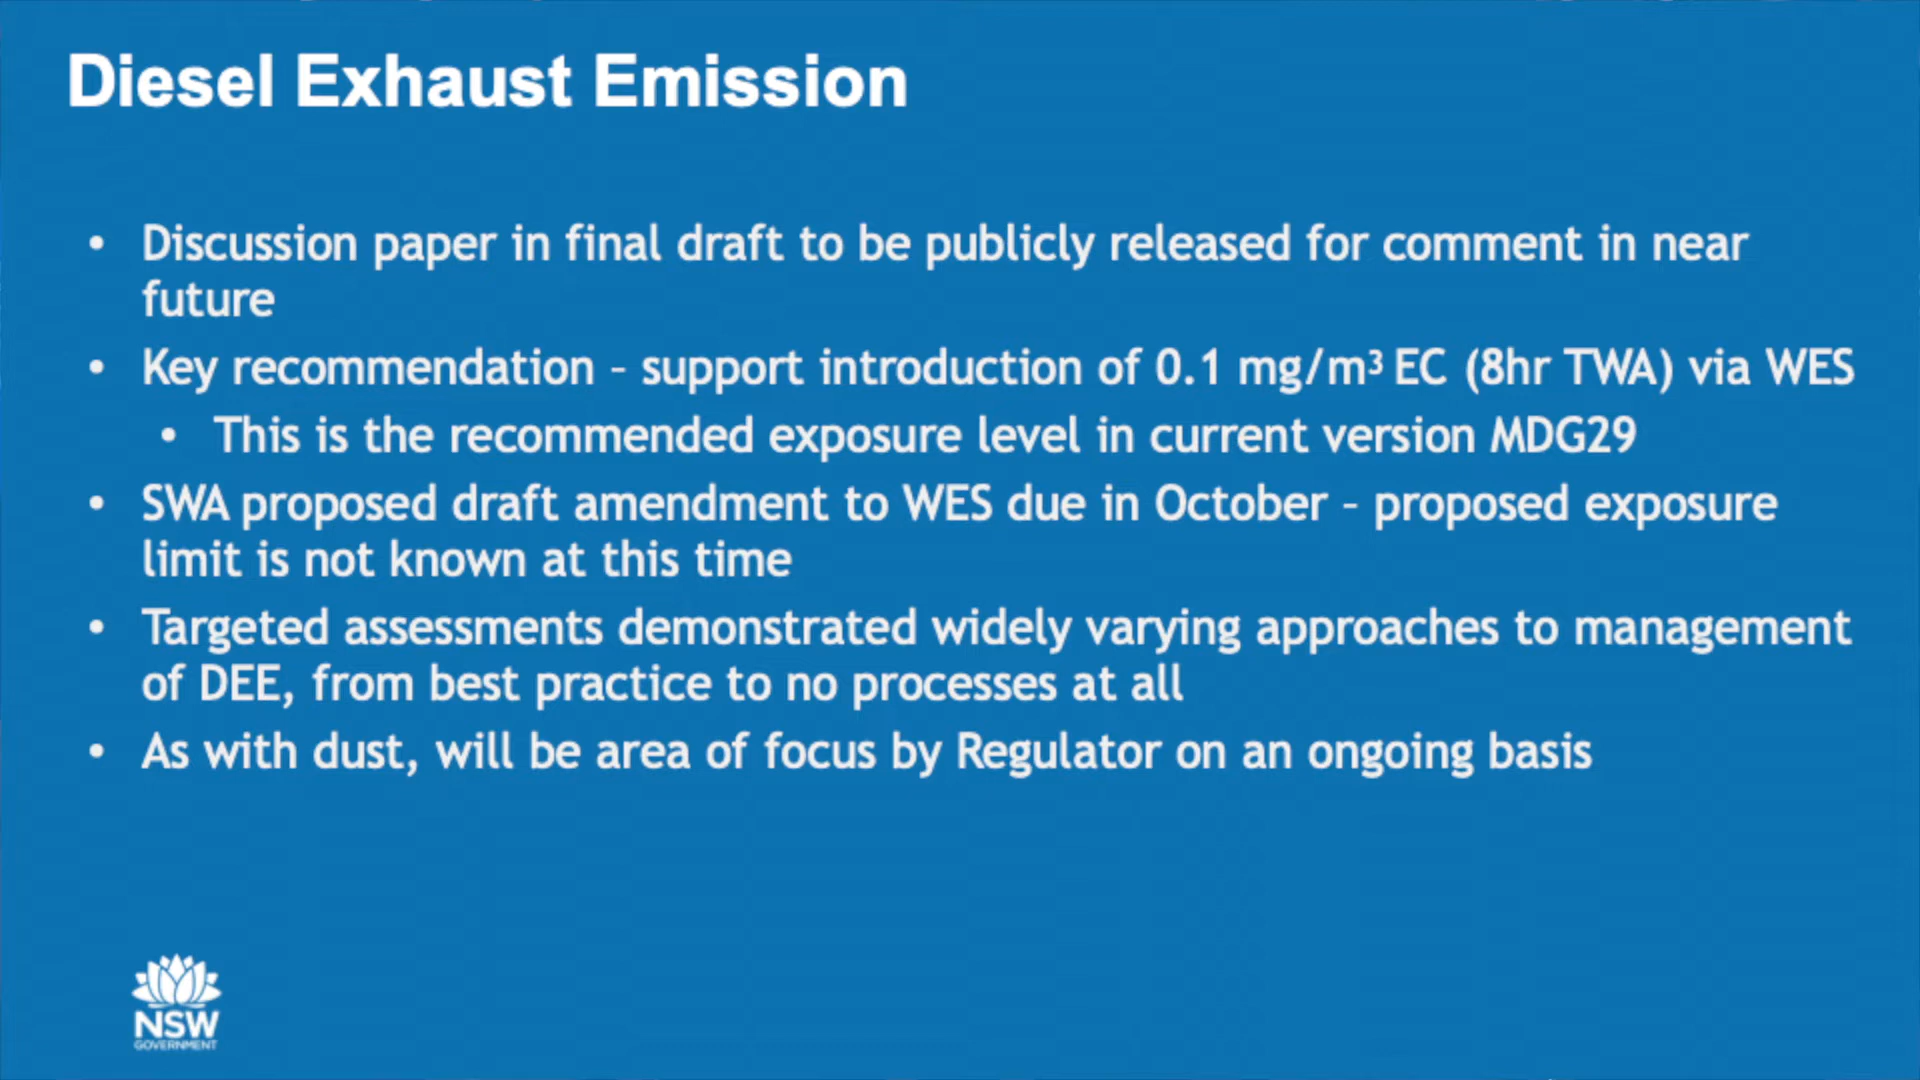 Diesel Exhaust Emission
• Discussion paper in final draft to be publicly released for comment in near
future
• Key recommendation – support introduction of 0.1 mg/m³ EC (8hr TWA) via WES
• This is the recommended exposure level in current version MDG29
• SWA proposed draft amendment to WES due in October – proposed exposure
limit is not known at this time
• Targeted assessments demonstrated widely varying approaches to management
of DEE, from best practice to no processes at all
• As with dust, will be area of focus by Regulator on an ongoing basis
NSW
GOVERNMENT